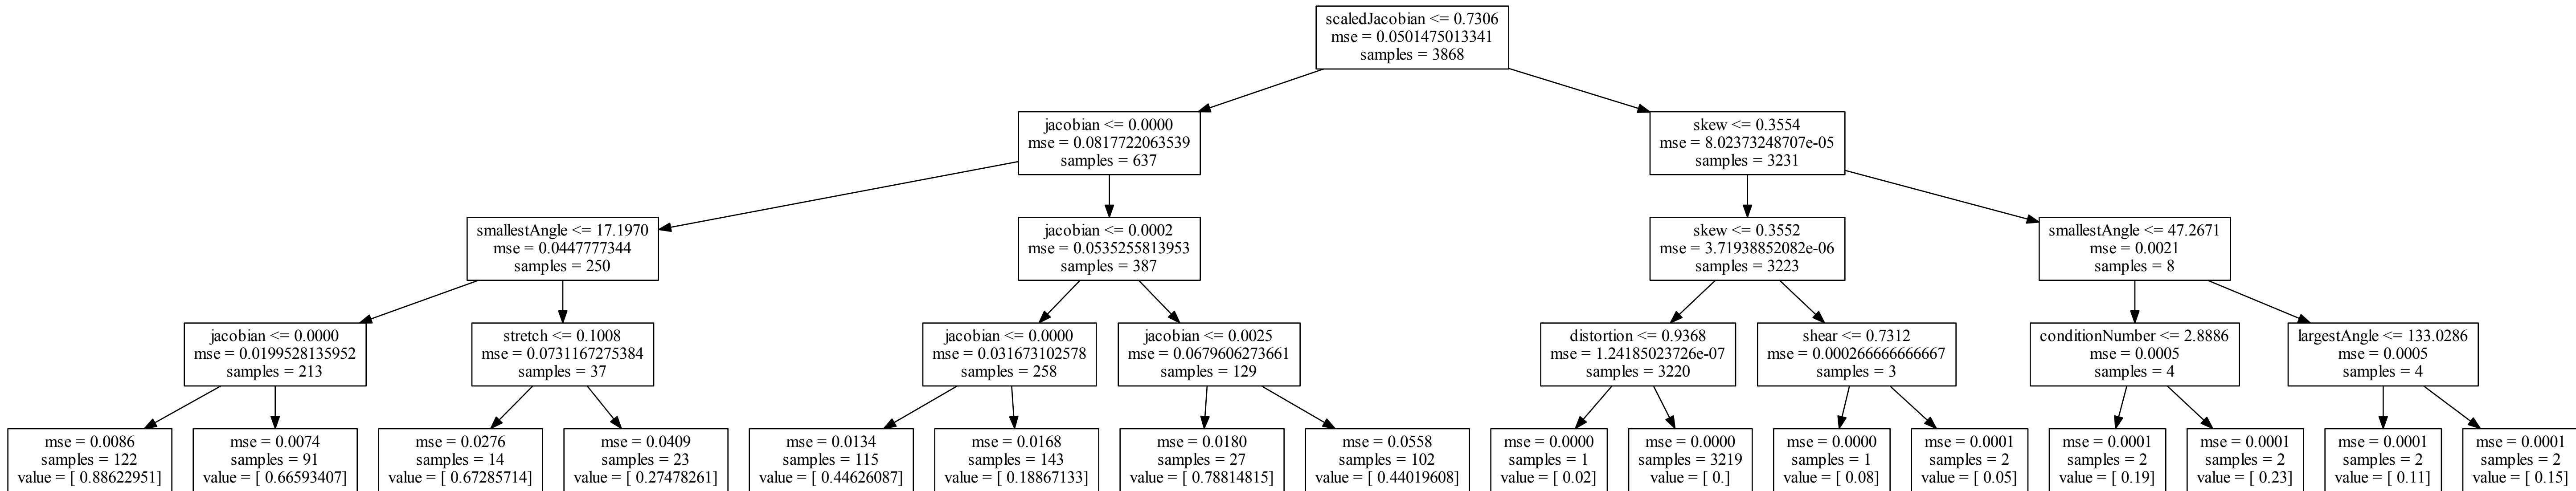 scaledJacobian <= 0.7306
mse = 0.0501475013341
samples = 3868
jacobian <= 0.0000
mse = 0.0817722063539
samples = 637
skew <= 0.3554
mse = 8.02373248707e-05
samples = 3231
smallestAngle <= 17.1970
mse = 0.0447777344
samples = 250
jacobian <= 0.0002
mse = 0.0535255813953
samples = 387
skew <= 0.3552
mse = 3.71938852082e-06
samples = 3223
smallestAngle <= 47.2671
mse = 0.0021
samples = 8
jacobian <= 0.0000
mse = 0.0199528135952
samples = 213
stretch <= 0.1008
mse = 0.0731167275384
samples = 37
jacobian <= 0.0000
mse = 0.031673102578
samples = 258
jacobian <= 0.0025
mse = 0.0679606273661
samples = 129
distortion <= 0.9368
mse = 1.24185023726e-07
samples = 3220
shear <= 0.7312
mse = 0.000266666666667
samples = 3
conditionNumber <= 2.8886
mse = 0.0005
samples = 4
largestAngle <= 133.0286
mse = 0.0005
samples = 4
mse = 0.0086
samples = 122
value = [ 0.88622951]
mse = 0.0074
samples = 91
value = [ 0.66593407]
mse = 0.0276
samples = 14
value = [ 0.67285714]
mse = 0.0409
samples = 23
value = [ 0.27478261]
mse = 0.0134
samples = 115
value = [ 0.44626087]
mse = 0.0168
samples = 143
value = [ 0.18867133]
mse = 0.0180
samples = 27
value = [ 0.78814815]
mse = 0.0558
samples = 102
value = [ 0.44019608]
mse = 0.0000
samples = 1
value = [ 0.02]
mse = 0.0000
samples = 3219
value = [ 0.]
mse = 0.0000
samples = 1
value = [ 0.08]
mse = 0.0001
samples = 2
value = [ 0.05]
mse = 0.0001
samples = 2
value = [ 0.19]
mse = 0.0001
samples = 2
value = [ 0.23]
mse = 0.0001
samples = 2
value = [ 0.11]
mse = 0.0001
samples = 2
value = [ 0.15]